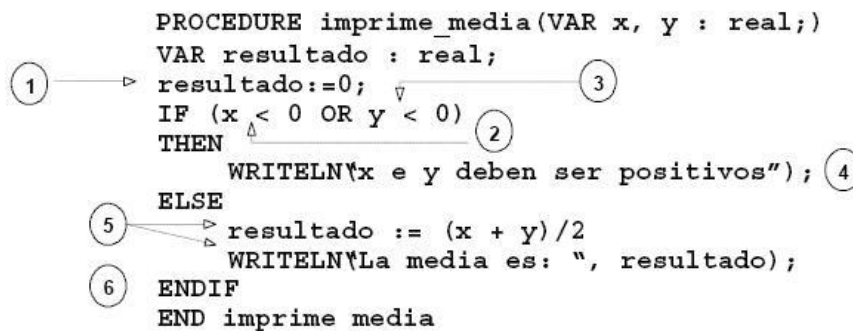 PROCEDURE imprime_media(VAR x, y : real;)
VAR resultado : real;
1 resultado:=0; 3
IF (x < 0 OR y < 0)
2
THEN
WRITELN("x e y deben ser positivos"); 4
ELSE
5 resultado := (x + y)/2
WRITELN("La media es: “, resultado);
6 ENDIF
END imprime media